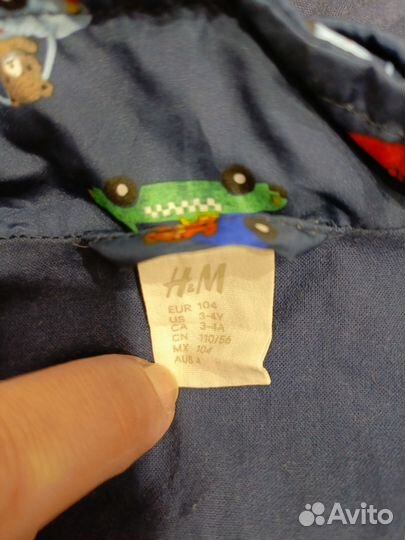 H&M
EUR 104
US 3-4Y
CA 3-4A
CN 110/56
MX 104
AUS 4
Avito